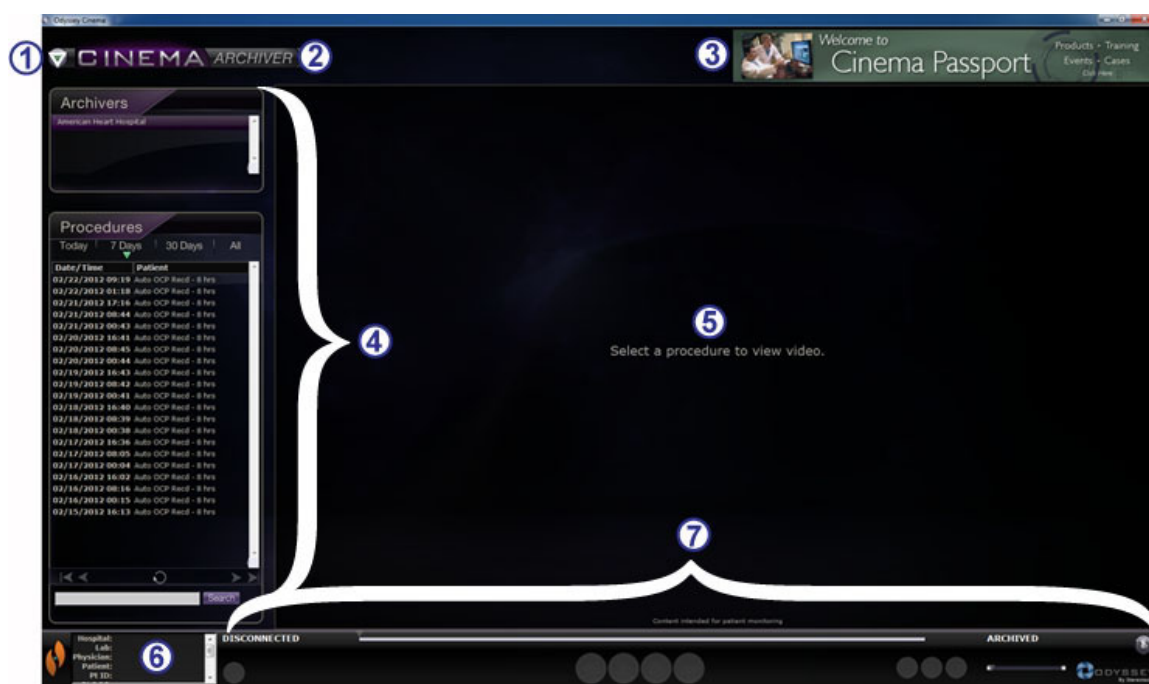 Odyssey Cinema
1
CINEMA ARCHIVER
2
3
Welcome to
Cinema Passport
Products • Training
Events • Cases
Click Here
Archivers
American Heart Hospital
Procedures
Today 7 Days 30 Days All
Date/Time Patient
02/22/2012 09:19 Auto OCP Recd - 8 hrs
02/22/2012 01:18 Auto OCP Recd - 8 hrs
02/21/2012 17:16 Auto OCP Recd - 8 hrs
02/21/2012 08:44 Auto OCP Recd - 8 hrs
02/21/2012 00:43 Auto OCP Recd - 8 hrs
02/20/2012 16:41 Auto OCP Recd - 8 hrs
02/20/2012 08:45 Auto OCP Recd - 8 hrs
02/20/2012 00:44 Auto OCP Recd - 8 hrs
02/19/2012 16:43 Auto OCP Recd - 8 hrs
02/19/2012 08:42 Auto OCP Recd - 8 hrs
02/19/2012 00:41 Auto OCP Recd - 8 hrs
02/18/2012 16:40 Auto OCP Recd - 8 hrs
02/18/2012 08:39 Auto OCP Recd - 8 hrs
02/18/2012 00:38 Auto OCP Recd - 8 hrs
02/17/2012 16:36 Auto OCP Recd - 8 hrs
02/17/2012 08:05 Auto OCP Recd - 8 hrs
02/17/2012 00:04 Auto OCP Recd - 8 hrs
02/16/2012 16:02 Auto OCP Recd - 8 hrs
02/16/2012 08:16 Auto OCP Recd - 8 hrs
02/16/2012 00:15 Auto OCP Recd - 8 hrs
02/15/2012 16:13 Auto OCP Recd - 8 hrs
Search
4
5
Select a procedure to view video.
7
Content intended for patient monitoring
Hospital:
Lab:
Physician:
Patient:
Pt ID:
6
DISCONNECTED
ARCHIVED
ODYSSEY
By Stereotaxis